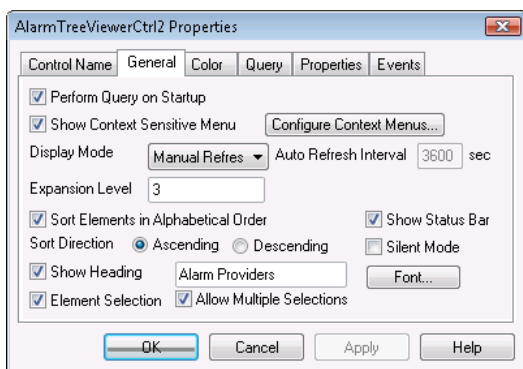 AlarmTreeViewerCtrl2 Properties
Control Name General Color Query Properties Events
Perform Query on Startup
Show Context Sensitive Menu Configure Context Menus...
Display Mode Manual Refres Auto Refresh Interval 3600 sec
Expansion Level 3
Sort Elements in Alphabetical Order Show Status Bar
Sort Direction Ascending Descending Silent Mode
Show Heading Alarm Providers Font...
Element Selection Allow Multiple Selections
OK Cancel Apply Help